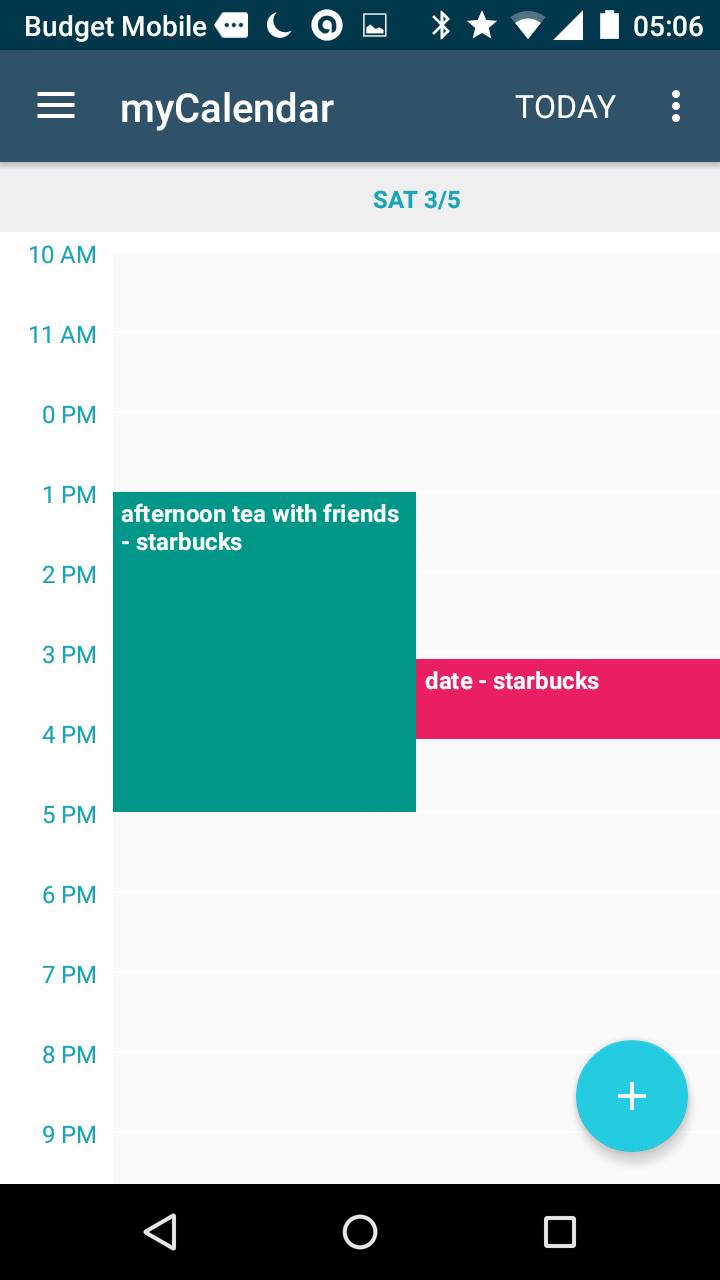 Budget Mobile 05:06
myCalendar TODAY
SAT 3/5
10 AM
11 AM
0 PM
1 PM
afternoon tea with friends
- starbucks
2 PM
3 PM
date - starbucks
4 PM
5 PM
6 PM
7 PM
8 PM
9 PM